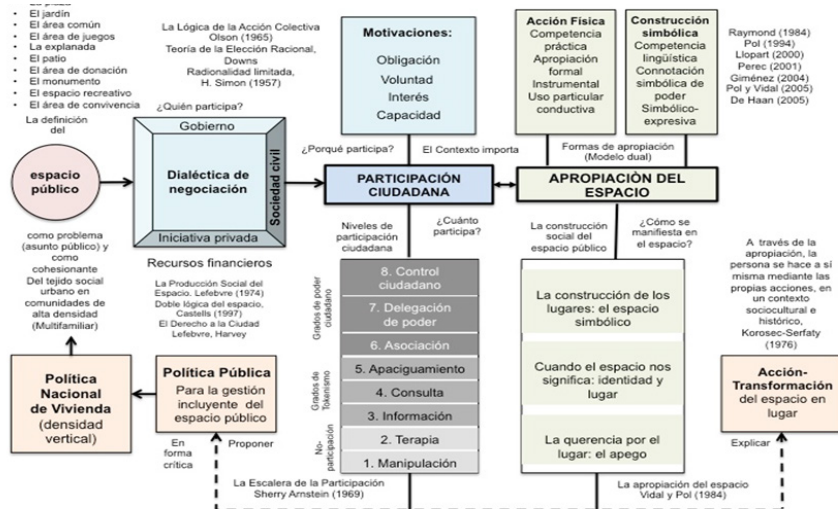 • El jardín
• El área común
• El área de juegos
• La explanada
• El patio
• El área de donación
• El monumento
• El espacio recreativo
• El área de convivencia
La definición
del
espacio
público
como problema
(asunto público) y
como
cohesionante
Del tejido social
urbano en
comunidades de
alta densidad
(Multifamiliar)
Política
Nacional
de Vivienda
(densidad
vertical)
La Lógica de la Acción Colectiva
Olson (1965)
Teoría de la Elección Racional,
Downs
Radionalidad limitada,
H. Simon (1957)
¿Quién participa?
Gobierno
Dialéctica de
negociación
Sociedad civil
Iniciativa privada
Recursos financieros
La Producción Social del
Espacio. Lefebvre (1974)
Doble lógica del espacio,
Castells (1997)
El Derecho a la Ciudad
Lefebvre, Harvey
Política Pública
Para la gestión
incluyente del
espacio público
En
forma
crítica
Proponer
Motivaciones:
Obligación
Voluntad
Interés
Capacidad
¿Porqué participa?
El Contexto importa
PARTICIPACIÓN
CIUDADANA
Niveles de
participación
ciudadana
¿Cuánto
participa?
Grados de poder
ciudadano
8. Control
ciudadano
7. Delegación
de poder
6. Asociación
Grados de
Tokenismo
5. Apaciguamiento
4. Consulta
3. Información
No-
participación
2. Terapia
1. Manipulación
La Escalera de la Participación
Sherry Arnstein (1969)
Acción Física
Competencia
práctica
Apropiación
formal
Instrumental
Uso particular
conductiva
Construcción
simbólica
Competencia
lingüística
Connotación
simbólica de
poder
Simbólico-
expresiva
Raymond (1984)
Pol (1994)
Llopart (2000)
Perec (2001)
Giménez (2004)
Pol y Vidal (2005)
De Haan (2005)
Formas de apropiación
(Modelo dual)
APROPIACIÒN DEL
ESPACIO
La construcción
social del
espacio público
¿Cómo se
manifiesta en
el espacio?
La construcción de los
lugares: el espacio
simbólico
Cuando el espacio nos
significa: identidad y
lugar
La querencia por el
lugar: el apego
La apropiación del espacio
Vidal y Pol (1984)
A través de la
apropiación, la
persona se hace a sí
misma mediante las
propias acciones, en
un contexto
sociocultural e
histórico,
Korosec-Serfaty
(1976)
Acción-
Transformación
del espacio en
lugar
Explicar